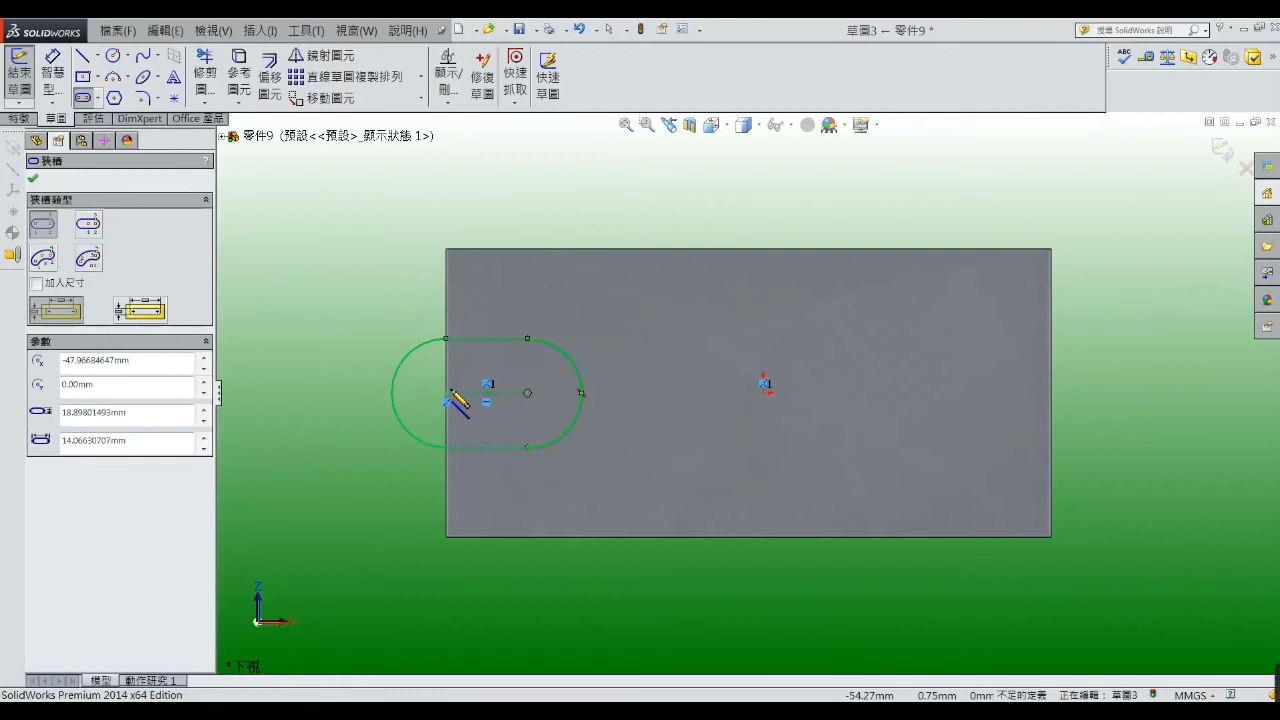 SOLIDWORKS
檔案(F) 編輯(E) 檢視(V) 插入(I) 工具(T) 視窗(W) 說明(H)
草圖3 ← 零件9 *
搜尋 SolidWorks 說明
結束草圖
智慧型...
修剪圖...
參考圖元
偏移圖元
鏡射圖元
直線草圖複製排列
移動圖元
顯示/刪...
修復草圖
快速抓取
快速草圖
特徵 草圖 評估 DimXpert Office 產品
零件9 (預設<<預設>_顯示狀態 1>)
狹槽
?
狹槽類型
加入尺寸
參數
-47.96684647mm
0.00mm
18.89801493mm
14.06630707mm
1
1
Z
X
*下視
模型 動作研究 1
SolidWorks Premium 2014 x64 Edition
-54.27mm 0.75mm 0mm 不足的定義 正在編輯: 草圖3 MMGS